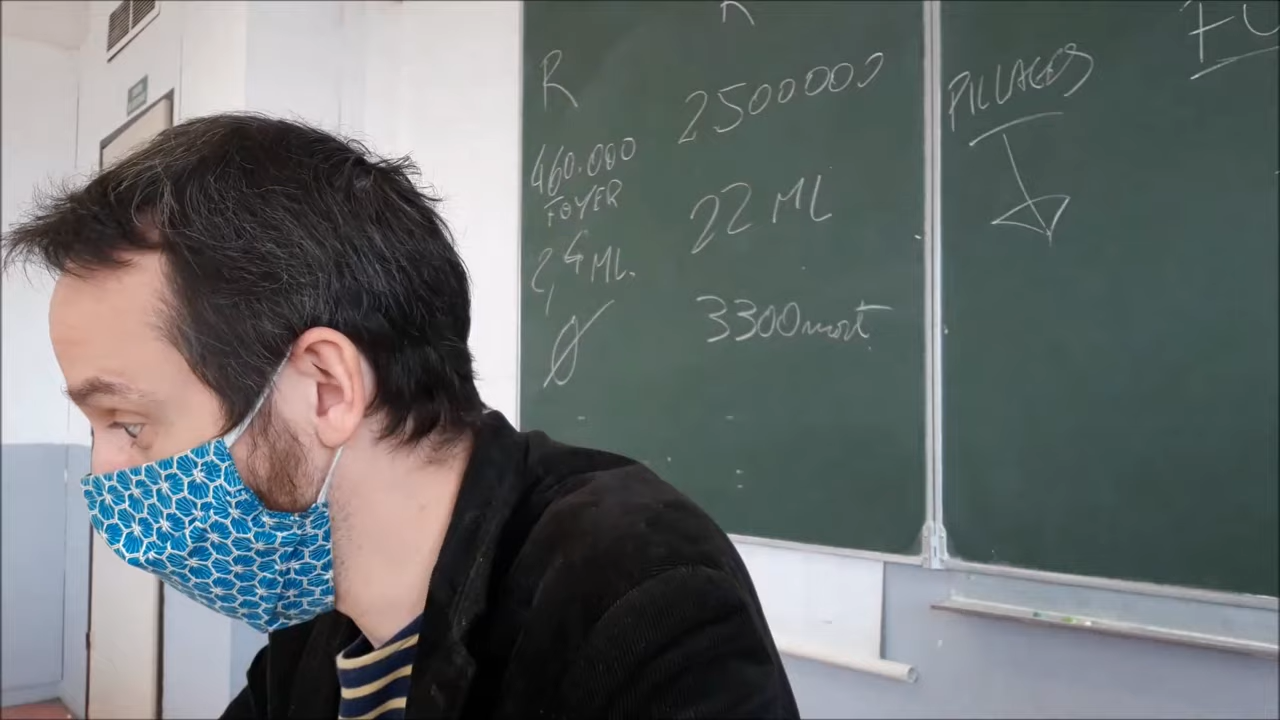 R
460.000
FOYER
2,4 ML.
Ø
2500000
22 ML
3300 mort
PILLAGES